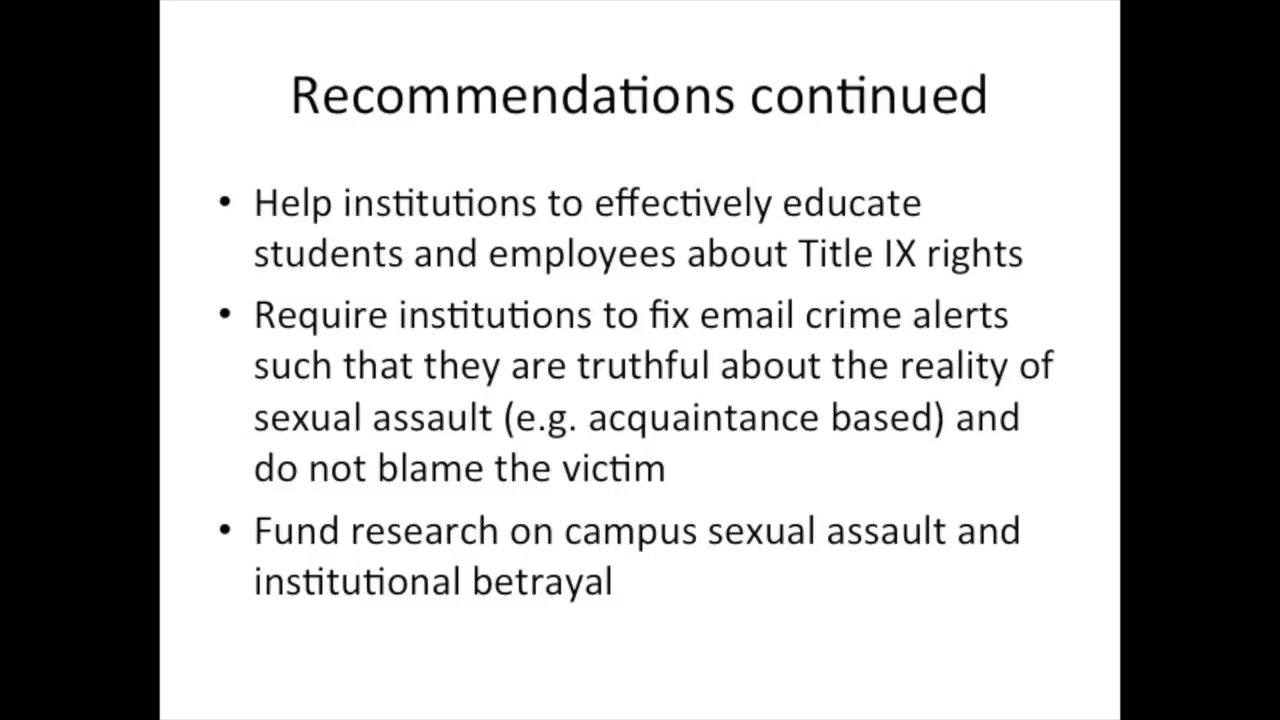 Recommendations continued
• Help institutions to effectively educate
students and employees about Title IX rights
• Require institutions to fix email crime alerts
such that they are truthful about the reality of
sexual assault (e.g. acquaintance based) and
do not blame the victim
• Fund research on campus sexual assault and
institutional betrayal